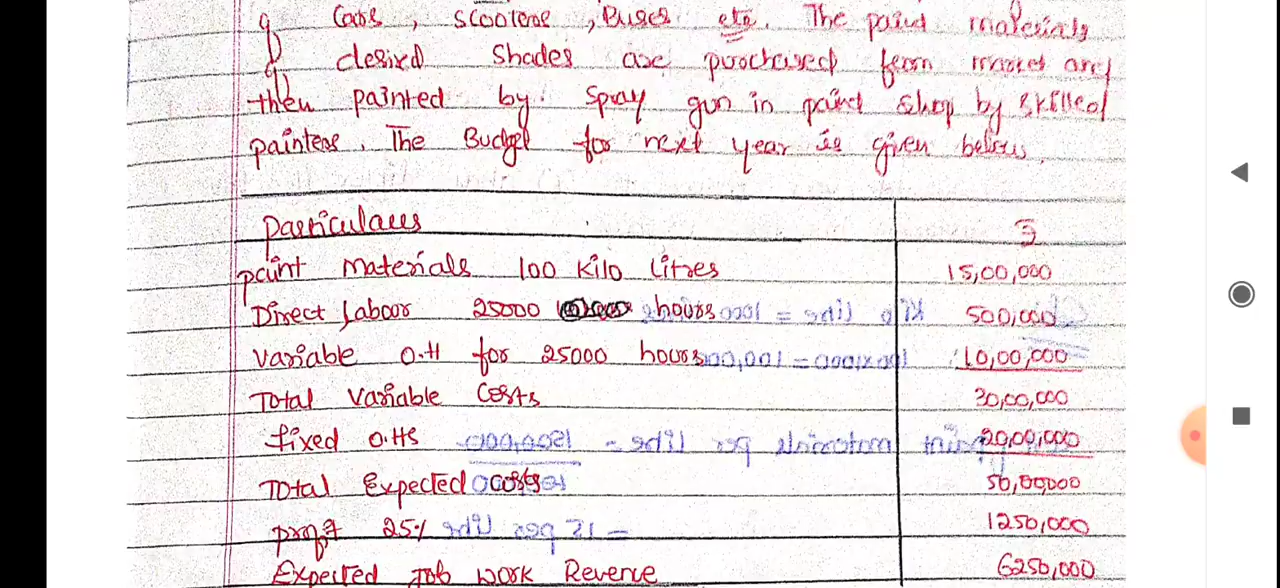 of Cars, Scooters, Buses etc. The paint materials
desired Shades are purchased from market and
then painted by Spray gun in paint shop by skilled
painters. The Budget for next year is given below.
Particulars ₹
paint materials 100 Kilo Litres 15,00,000
Direct Labour 25000 hours 500,000
Variable O.H for 25000 hours 10,00,000
Total Variable Costs 30,00,000
fixed O.Hs 20,00,000
Total Expected costs 50,00,000
profit 25% 1250,000
Expected Job work Revenue 6250,000